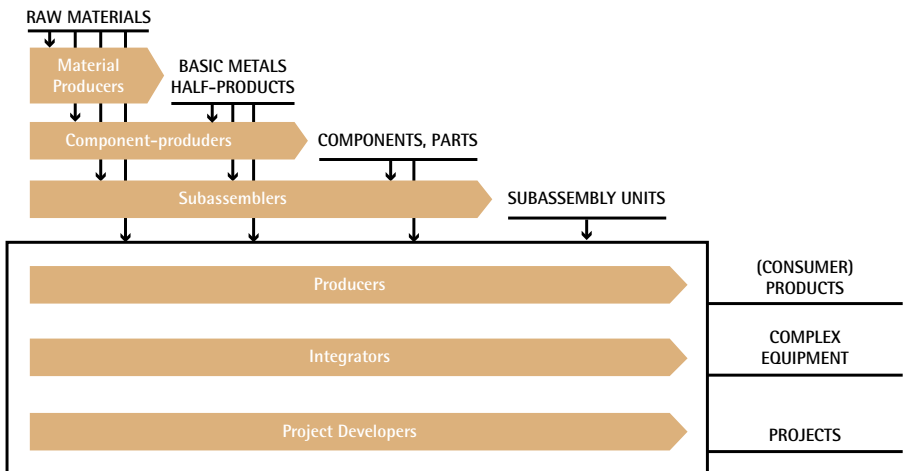 RAW MATERIALS
Material
Producers
BASIC METALS
HALF-PRODUCTS
Component-produders
COMPONENTS, PARTS
Subassemblers
SUBASSEMBLY UNITS
Producers
(CONSUMER)
PRODUCTS
Integrators
COMPLEX
EQUIPMENT
Project Developers
PROJECTS